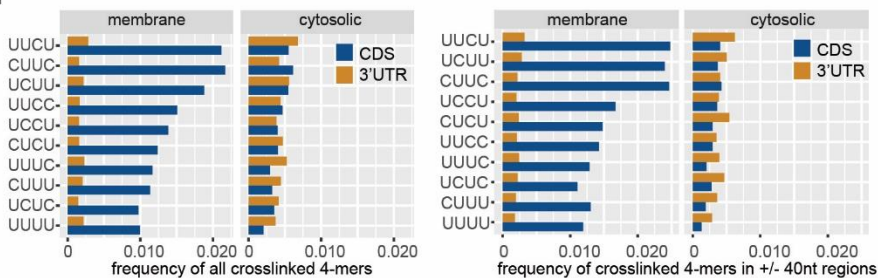 membrane cytosolic
UUCU
CUUC
UCUU
UUCC
UCCU
CUCU
UUUC
CUUU
UCUC
UUUU
CDS
3'UTR
0 0.010 0.020 0 0.010 0.020
frequency of all crosslinked 4-mers
membrane cytosolic
UUCU
UCUU
CUUC
UCCU
CUCU
UUCC
UUUC
UCUC
CUUU
UUUU
CDS
3'UTR
0 0.010 0.020 0 0.010 0.020
frequency of crosslinked 4-mers in +/- 40nt regions